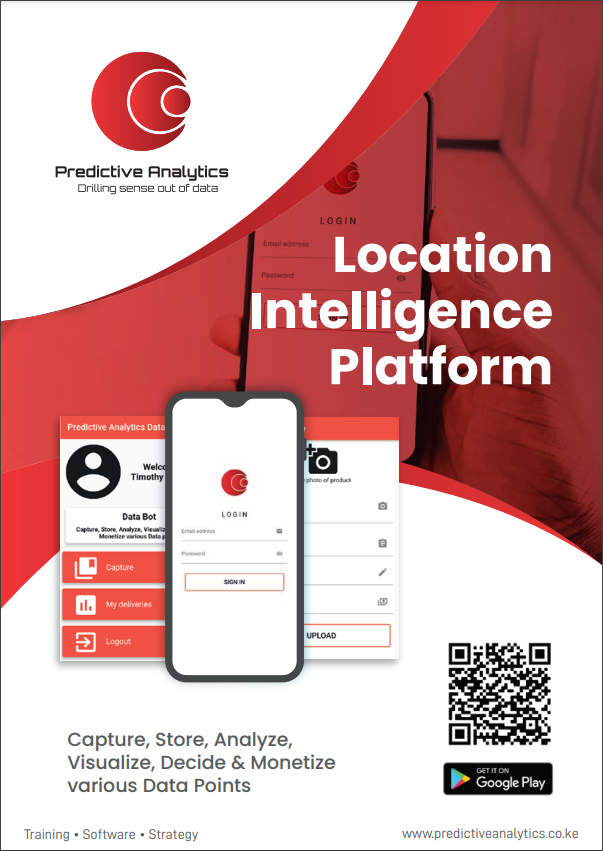 Predictive Analytics
Drilling sense out of data
LOGIN
Email address
Password
Location
Intelligence
Platform
Predictive Analytics Data
Welco
Timothy
Data Bot
Capture, Store, Analyze, Visualiz
Monetize various Data p
Capture
My deliveries
Logout
LOGIN
Email address
Password
SIGN IN
photo of product
UPLOAD
Capture, Store, Analyze,
Visualize, Decide & Monetize
various Data Points
GET IT ON
Google Play
Training • Software • Strategy
www.predictiveanalytics.co.ke